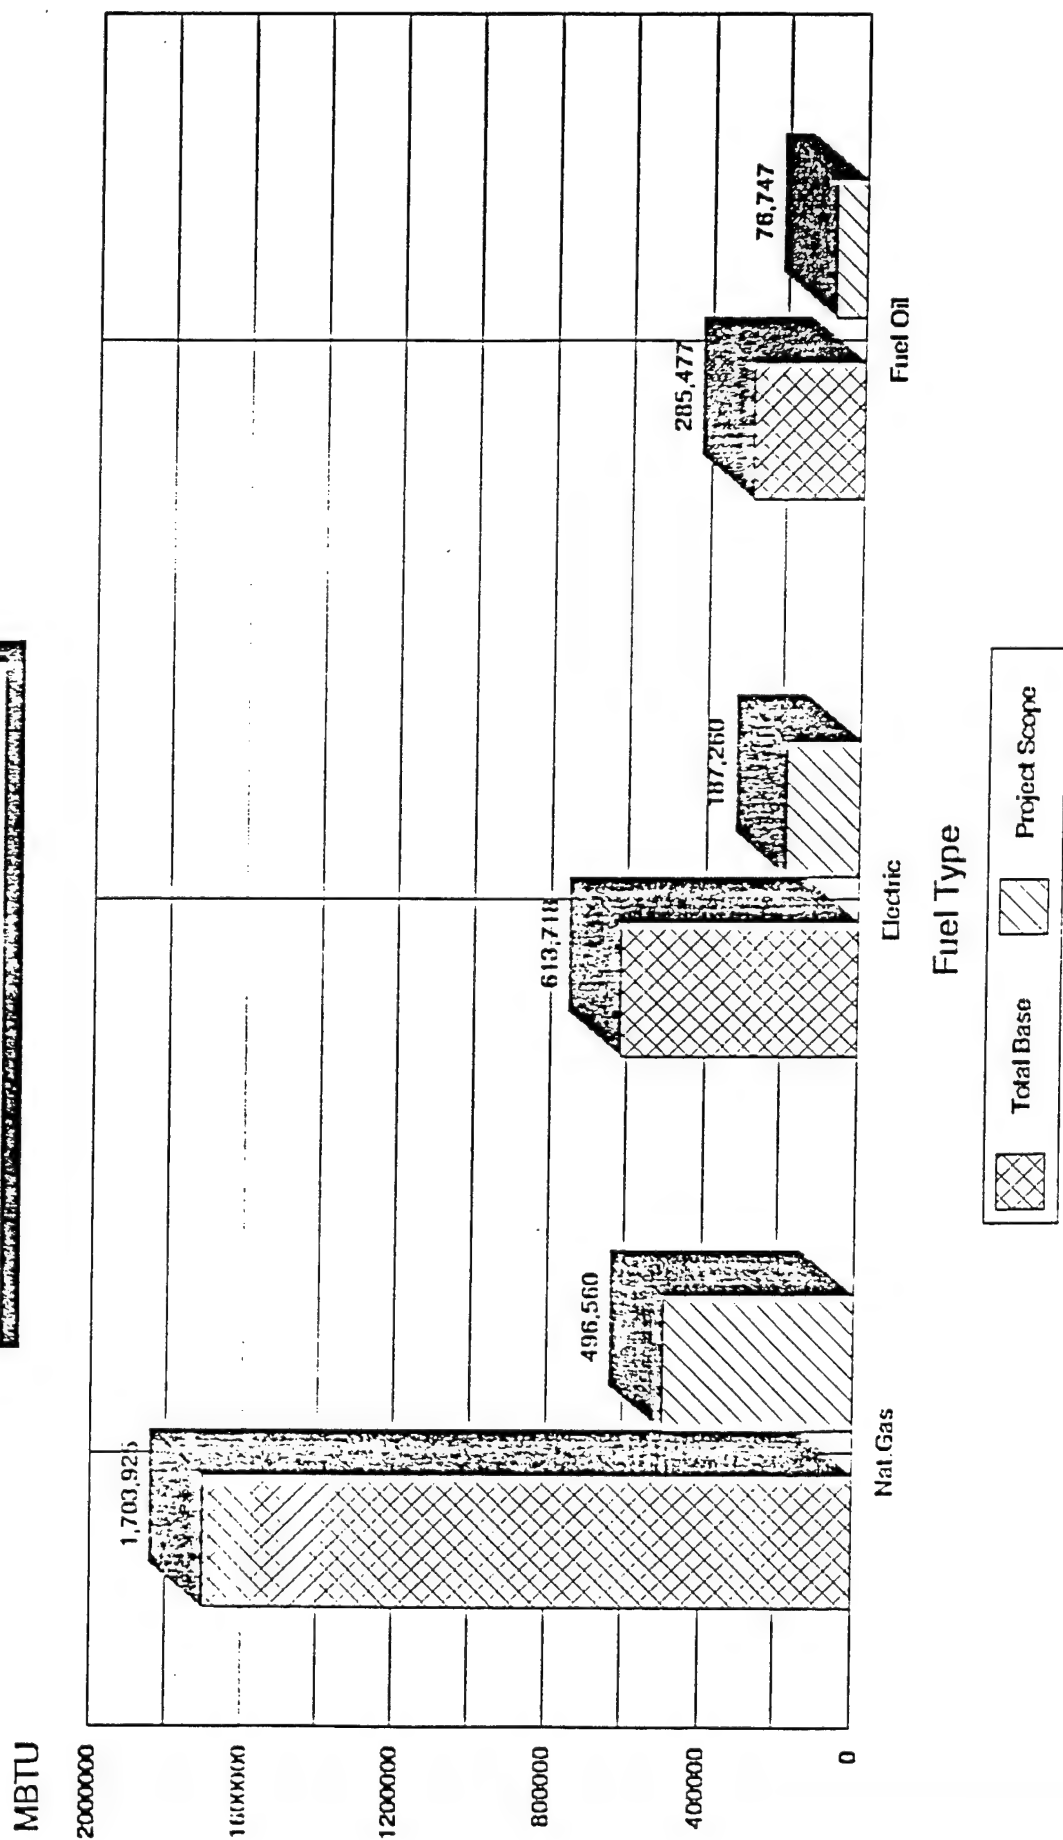 MBTU
2000000
1600000
1200000
800000
400000
0
1,703,925
496,560
613,718
187,260
285,477
76,747
Nat.Gas
Electric
Fuel Oil
Fuel Type
Total Base
Project Scope